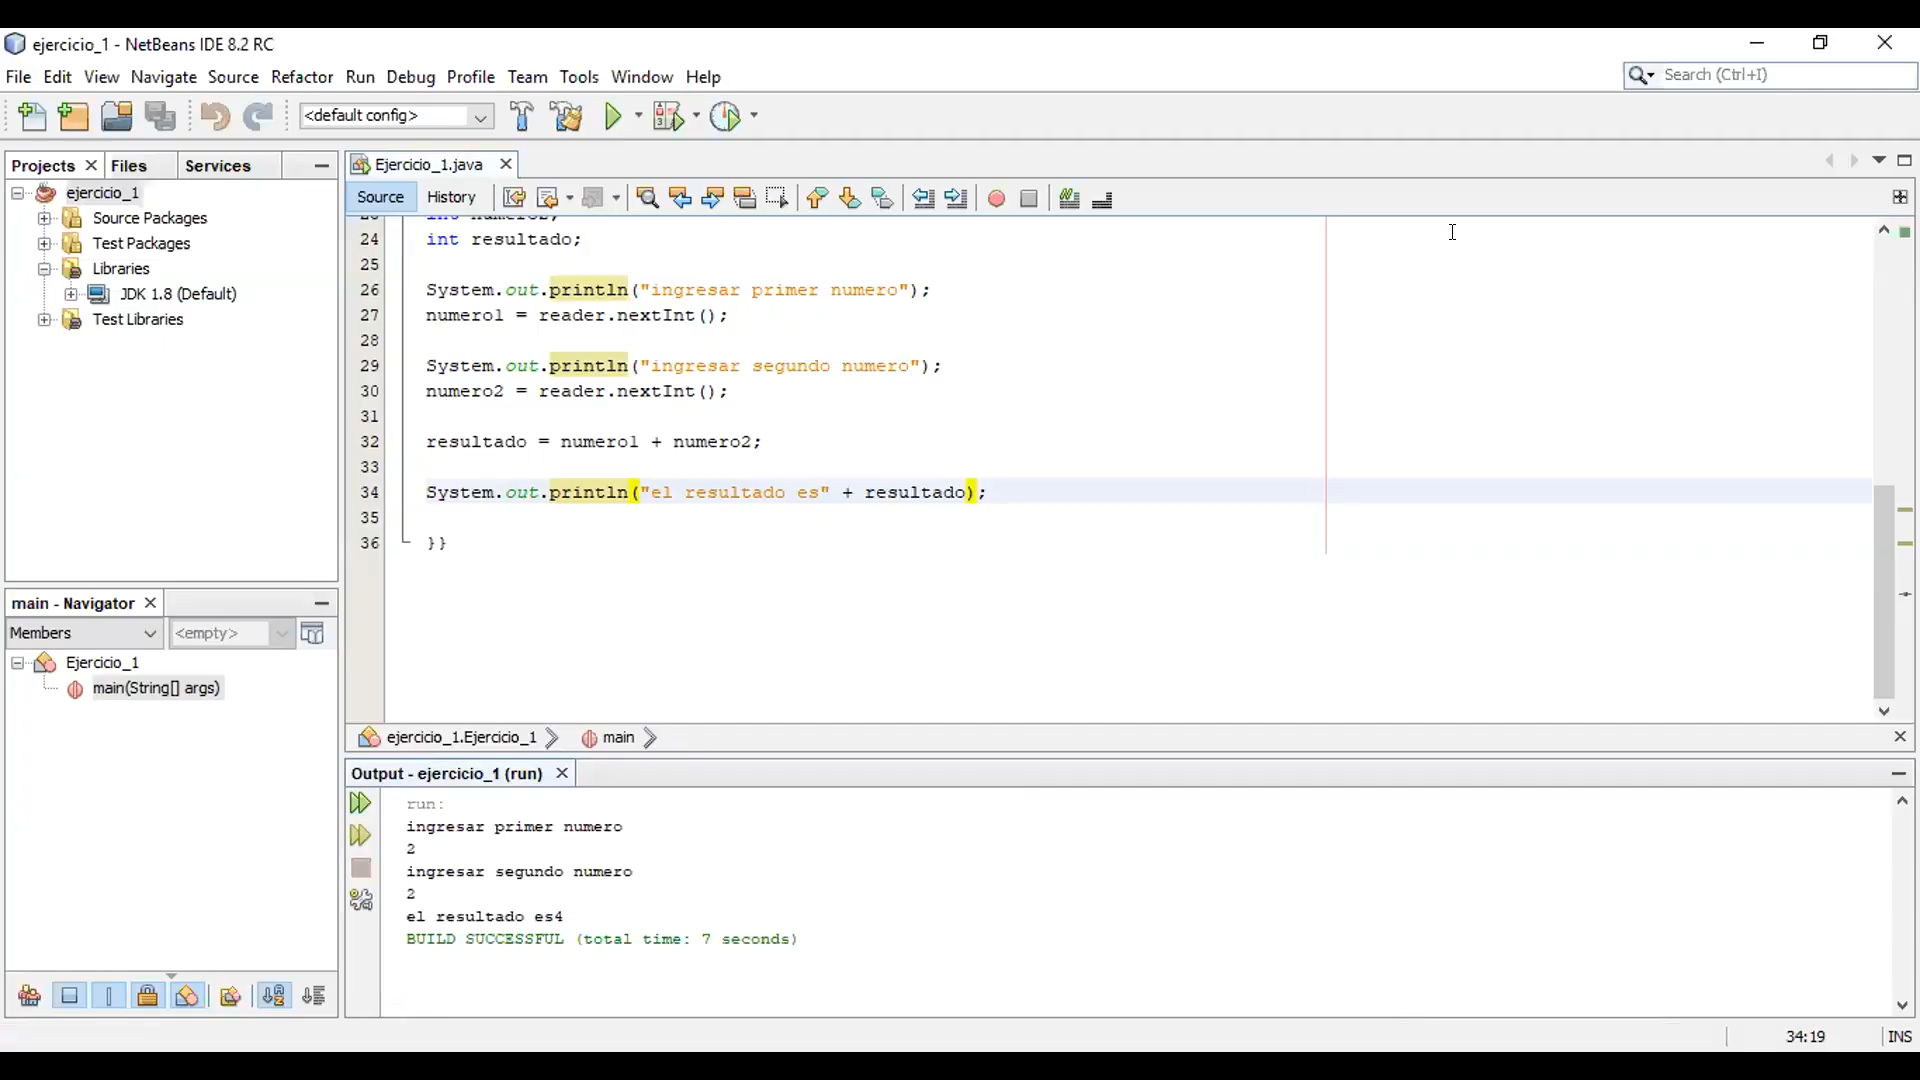 ejercicio_1 - NetBeans IDE 8.2 RC
File Edit View Navigate Source Refactor Run Debug Profile Team Tools Window Help
Search (Ctrl+I)
<default config>
Projects Files Services
Ejercicio_1.java
Source History
ejercicio_1
Source Packages
Test Packages
Libraries
JDK 1.8 (Default)
Test Libraries
24 int resultado;
25
26 System.out.println("ingresar primer numero");
27 numero1 = reader.nextInt();
28
29 System.out.println("ingresar segundo numero");
30 numero2 = reader.nextInt();
31
32 resultado = numero1 + numero2;
33
34 System.out.println("el resultado es" + resultado);
35
36 }}
main - Navigator
Members <empty>
Ejercicio_1
main(String[] args)
ejercicio_1.Ejercicio_1 main
Output - ejercicio_1 (run)
run:
ingresar primer numero
2
ingresar segundo numero
2
el resultado es4
BUILD SUCCESSFUL (total time: 7 seconds)
34:19 INS